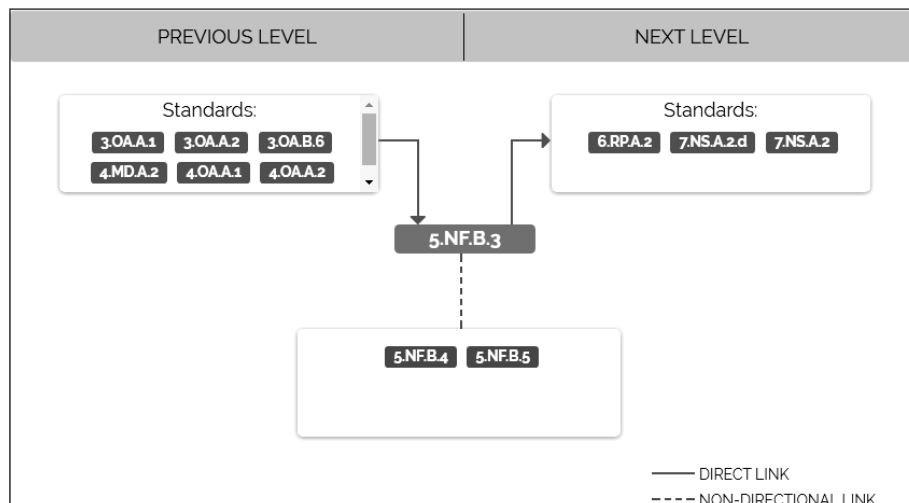 PREVIOUS LEVEL
NEXT LEVEL
Standards:
3.OA.A.1 3.OA.A.2 3.OA.B.6
4.MD.A.2 4.OA.A.1 4.OA.A.2
Standards:
6.RP.A.2 7.NS.A.2.d 7.NS.A.2
5.NF.B.3
5.NF.B.4 5.NF.B.5
DIRECT LINK
NON-DIRECTIONAL LINK